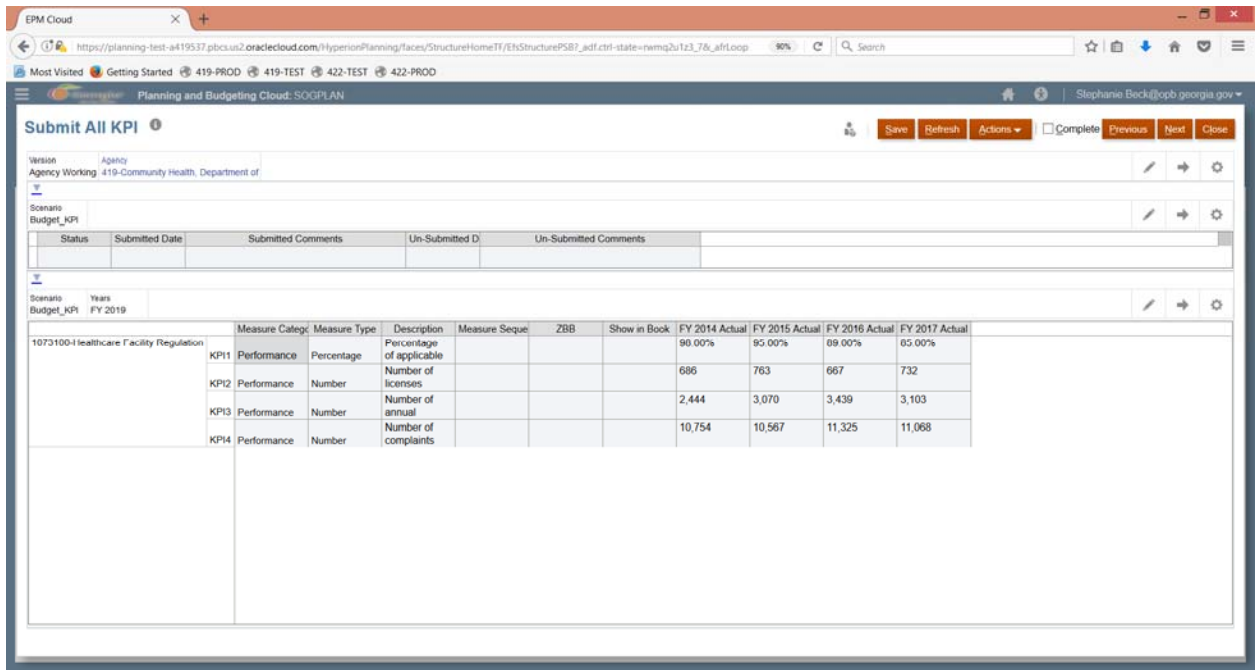 EPM Cloud
https://planning-test-a419537.pbcs.us2.oraclecloud.com/HyperionPlanning/faces/StructureHomeTF/EfsStructurePSB?_adf.ctrl-state=rwmq2u1z3_7&_afrLoop 90% Search
Most Visited Getting Started 419-PROD 419-TEST 422-TEST 422-PROD
Planning and Budgeting Cloud: SOGPLAN Stephanie Beck@opb.georgia.gov
Submit All KPI Save Refresh Actions Complete Previous Next Close
Version Agency
Agency Working 419-Community Health, Department of
Scenario
Budget_KPI
Status Submitted Date Submitted Comments Un-Submitted D Un-Submitted Comments
Scenario Years
Budget_KPI FY 2019
Measure Catego Measure Type Description Measure Seque ZBB Show in Book FY 2014 Actual FY 2015 Actual FY 2016 Actual FY 2017 Actual
1073100-Healthcare Facility Regulation KPI1 Performance Percentage Percentage of applicable 95.00% 89.00%
KPI2 Performance Number Number of licenses 686 763 667 732
KPI3 Performance Number Number of annual 2,444 3,070 3,439 3,103
KPI4 Performance Number Number of complaints 10,754 10,567 11,325 11,068